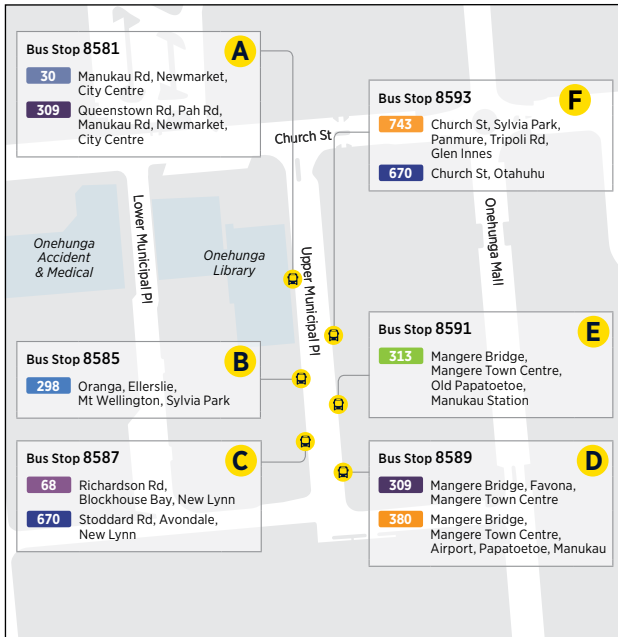 Bus Stop 8581
A
30 Manukau Rd, Newmarket,
City Centre
309 Queenstown Rd, Pah Rd,
Manukau Rd, Newmarket,
City Centre
Bus Stop 8593
F
743 Church St, Sylvia Park,
Panmure, Tripoli Rd,
Glen Innes
670 Church St, Otahuhu
Church St
Lower Municipal Pl
Upper Municipal Pl
Onehunga Mall
Onehunga
Accident
& Medical
Onehunga
Library
Bus Stop 8585
B
298 Oranga, Ellerslie,
Mt Wellington, Sylvia Park
Bus Stop 8591
E
313 Mangere Bridge,
Mangere Town Centre,
Old Papatoetoe,
Manukau Station
Bus Stop 8587
C
68 Richardson Rd,
Blockhouse Bay, New Lynn
670 Stoddard Rd, Avondale,
New Lynn
Bus Stop 8589
D
309 Mangere Bridge, Favona,
Mangere Town Centre
380 Mangere Bridge,
Mangere Town Centre,
Airport, Papatoetoe, Manukau